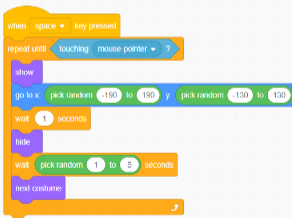 when space key pressed
repeat until touching mouse-pointer ?
show
go to x: pick random -190 to 190 y: pick random -130 to 130
wait 1 seconds
hide
wait pick random 1 to 5 seconds
next costume